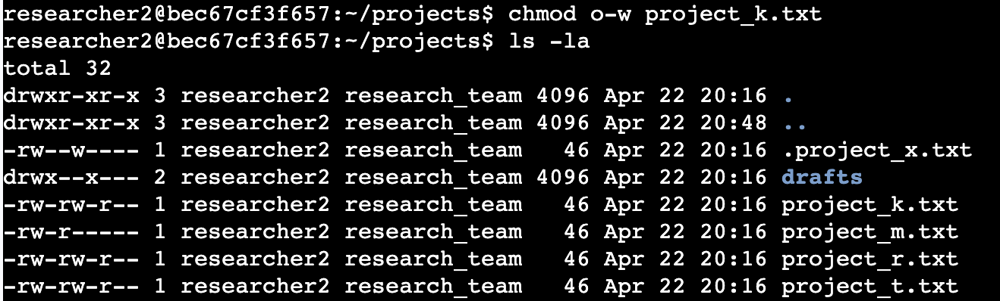 researcher2@bec67cf3f657:~/projects$ chmod o-w project_k.txt
researcher2@bec67cf3f657:~/projects$ ls -la
total 32
drwxr-xr-x 3 researcher2 research_team 4096 Apr 22 20:16 .
drwxr-xr-x 3 researcher2 research_team 4096 Apr 22 20:48 ..
-rw--w---- 1 researcher2 research_team   46 Apr 22 20:16 .project_x.txt
drwx--x--- 2 researcher2 research_team 4096 Apr 22 20:16 drafts
-rw-rw-r-- 1 researcher2 research_team   46 Apr 22 20:16 project_k.txt
-rw-r----- 1 researcher2 research_team   46 Apr 22 20:16 project_m.txt
-rw-rw-r-- 1 researcher2 research_team   46 Apr 22 20:16 project_r.txt
-rw-rw-r-- 1 researcher2 research_team   46 Apr 22 20:16 project_t.txt